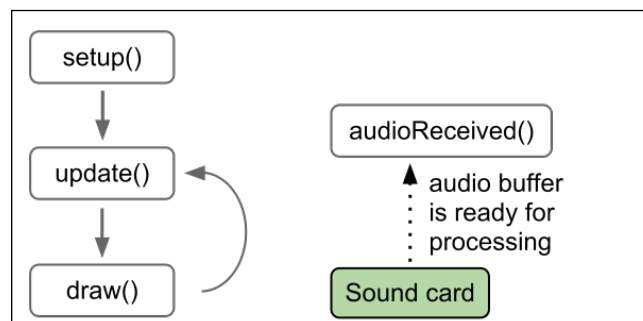 setup()
update()
draw()
audioReceived()
audio buffer
is ready for
processing
Sound card